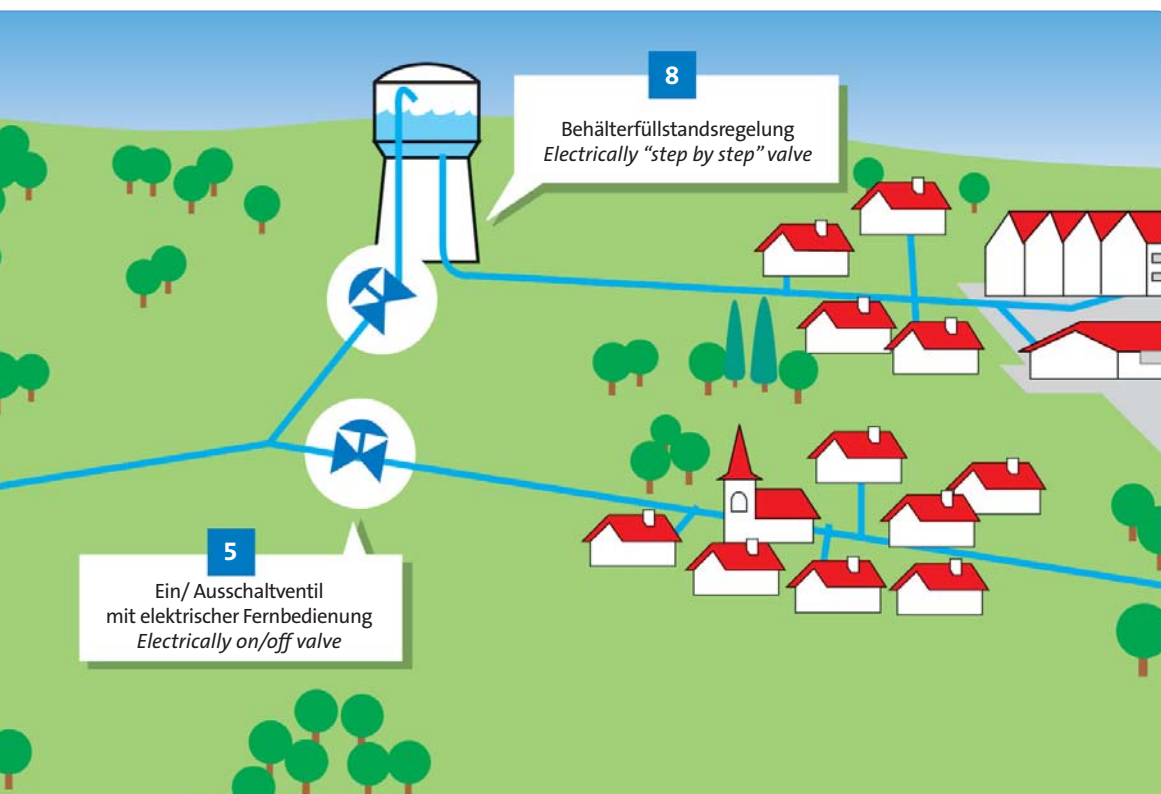 8
Behälterfüllstandsregelung
Electrically “step by step” valve
5
Ein/ Ausschaltventil
mit elektrischer Fernbedienung
Electrically on/off valve